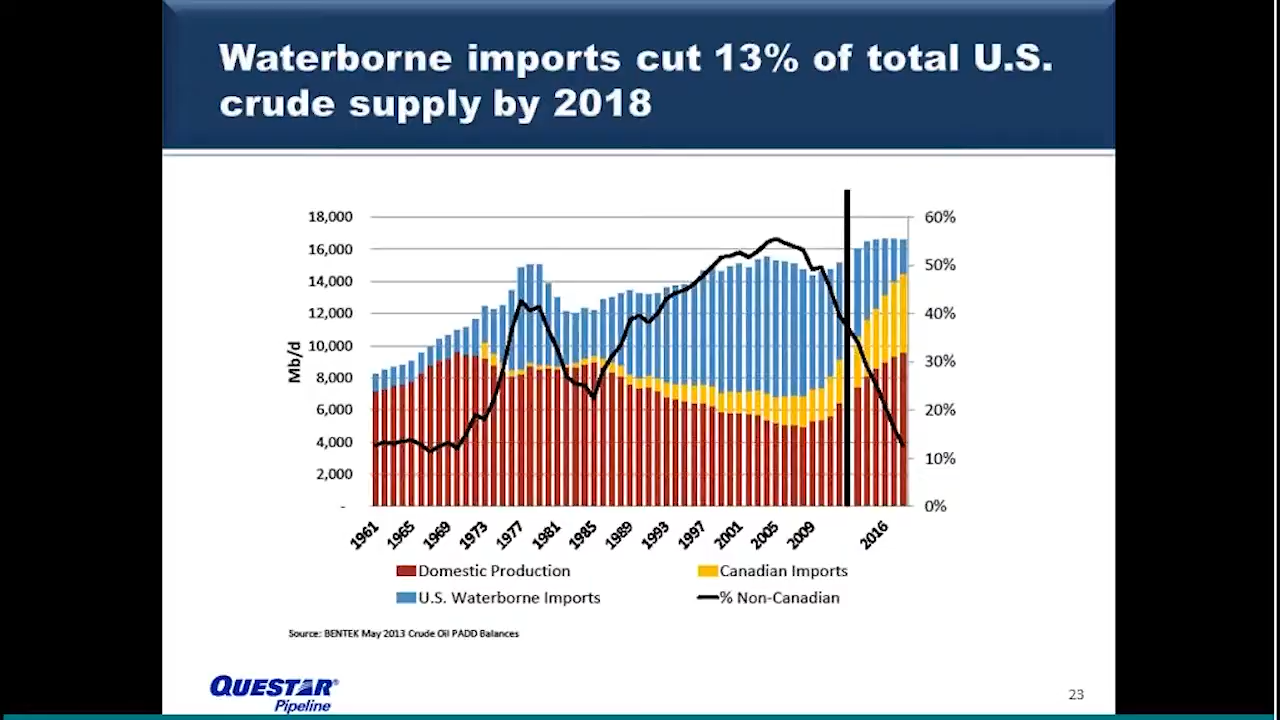 Waterborne imports cut 13% of total U.S.
crude supply by 2018
18,000
16,000
14,000
12,000
10,000
8,000
6,000
4,000
2,000
-
Mb/d
60%
50%
40%
30%
20%
10%
0%
1961 1965 1969 1973 1977 1981 1985 1989 1993 1997 2001 2005 2009 2016
Domestic Production Canadian Imports
U.S. Waterborne Imports % Non-Canadian
Source: BENTEK May 2013 Crude Oil PADD Balances
QUESTAR®
Pipeline
23